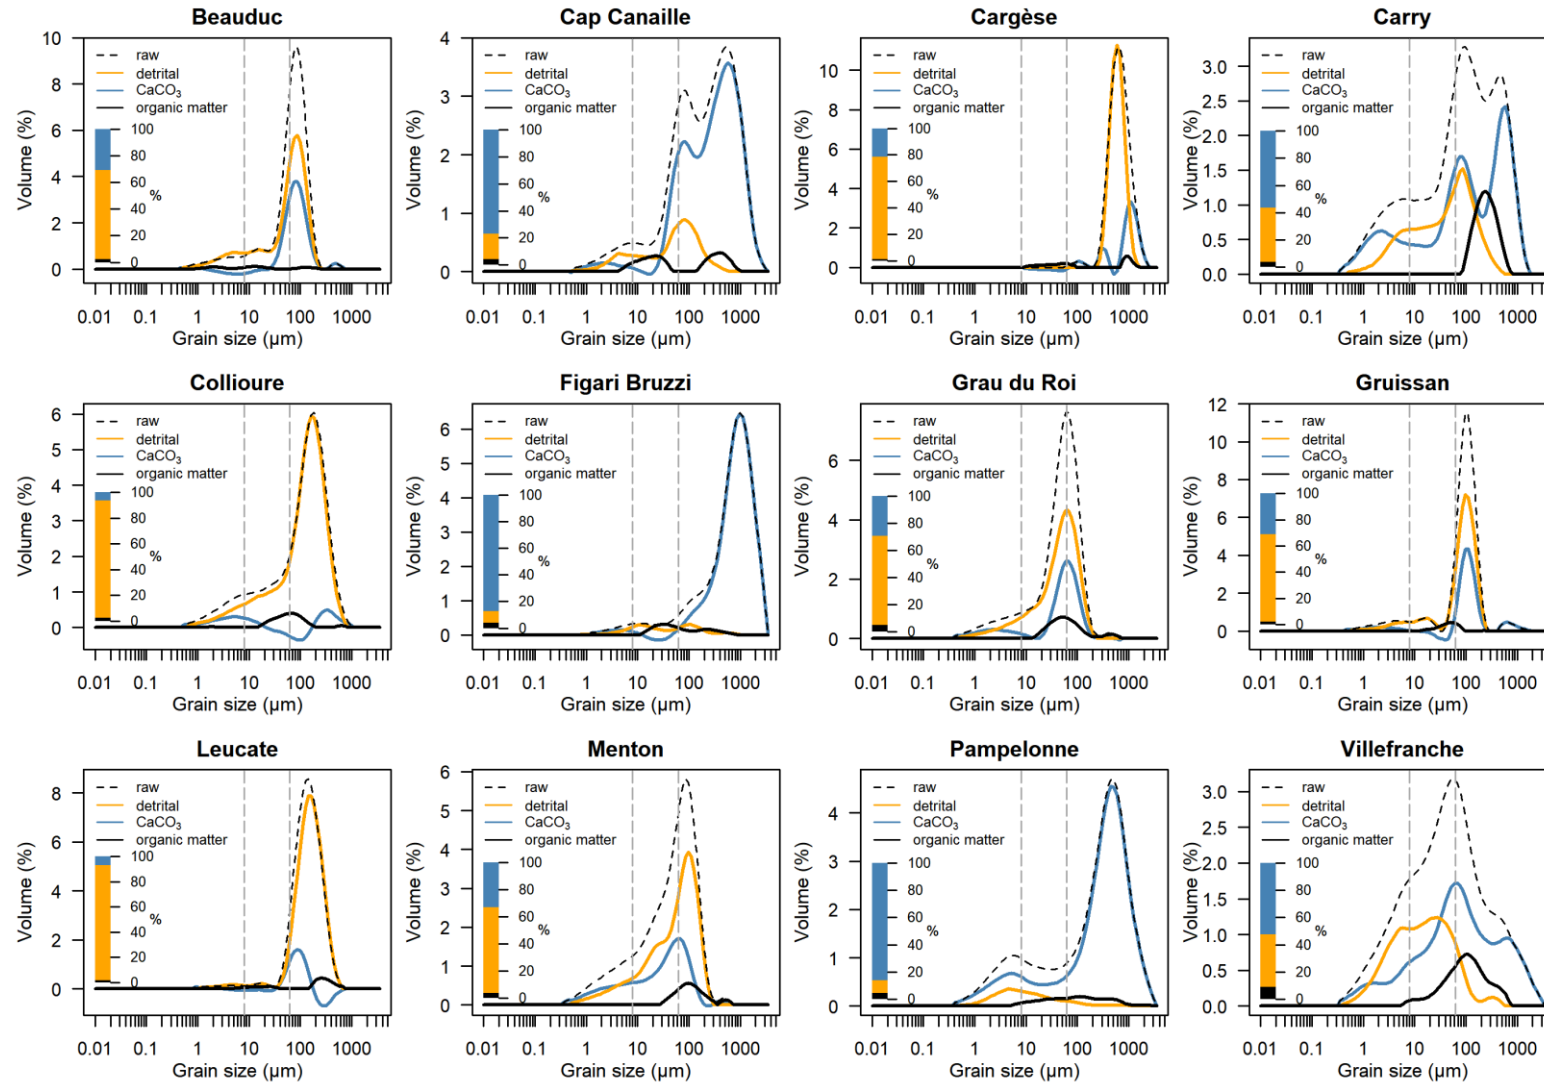 Beauduc
Volume (%)
10
8
6
4
2
0
raw
detrital
CaCO₃
organic matter
100
80
60
40
20
0
%
0.01 0.1 1 10 100 1000
Grain size (µm)
Cap Canaille
Volume (%)
4
3
2
1
0
raw
detrital
CaCO₃
organic matter
100
80
60
40
20
0
%
0.01 0.1 1 10 100 1000
Grain size (µm)
Cargèse
Volume (%)
10
8
6
4
2
0
raw
detrital
CaCO₃
organic matter
100
80
60
40
20
0
%
0.01 0.1 1 10 100 1000
Grain size (µm)
Carry
Volume (%)
3.0
2.5
2.0
1.5
1.0
0.5
0.0
raw
detrital
CaCO₃
organic matter
100
80
60
40
20
0
%
0.01 0.1 1 10 100 1000
Grain size (µm)
Collioure
Volume (%)
6
5
4
3
2
1
0
raw
detrital
CaCO₃
organic matter
100
80
60
40
20
0
%
0.01 0.1 1 10 100 1000
Grain size (µm)
Figari Bruzzi
Volume (%)
6
5
4
3
2
1
0
raw
detrital
CaCO₃
organic matter
100
80
60
40
20
0
%
0.01 0.1 1 10 100 1000
Grain size (µm)
Grau du Roi
Volume (%)
6
4
2
0
raw
detrital
CaCO₃
organic matter
100
80
60
40
20
0
%
0.01 0.1 1 10 100 1000
Grain size (µm)
Gruissan
Volume (%)
12
10
8
6
4
2
0
raw
detrital
CaCO₃
organic matter
100
80
60
40
20
0
%
0.01 0.1 1 10 100 1000
Grain size (µm)
Leucate
Volume (%)
8
6
4
2
0
raw
detrital
CaCO₃
organic matter
100
80
60
40
20
0
%
0.01 0.1 1 10 100 1000
Grain size (µm)
Menton
Volume (%)
6
5
4
3
2
1
0
raw
detrital
CaCO₃
organic matter
100
80
60
40
20
0
%
0.01 0.1 1 10 100 1000
Grain size (µm)
Pampelonne
Volume (%)
4
3
2
1
0
raw
detrital
CaCO₃
organic matter
100
80
60
40
20
0
%
0.01 0.1 1 10 100 1000
Grain size (µm)
Villefranche
Volume (%)
3.0
2.5
2.0
1.5
1.0
0.5
0.0
raw
detrital
CaCO₃
organic matter
100
80
60
40
20
0
%
0.01 0.1 1 10 100 1000
Grain size (µm)